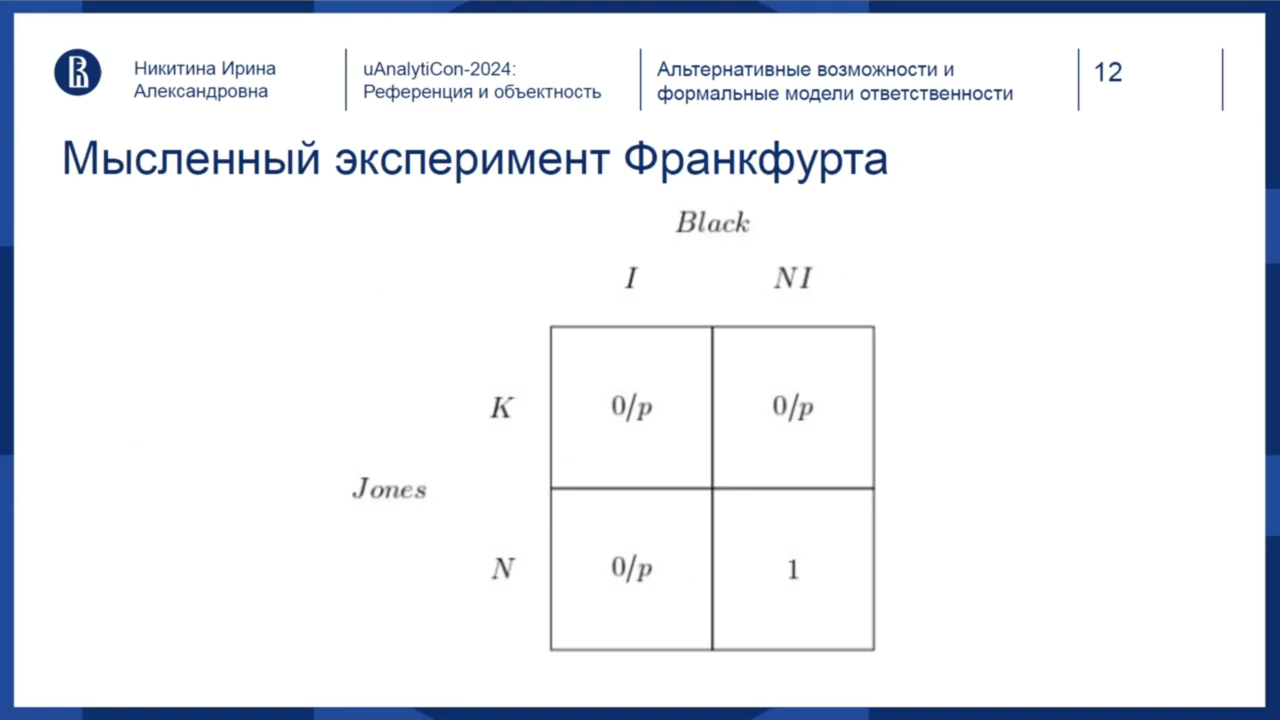 Никитина Ирина
Александровна
uAnalytiCon-2024:
Референция и объектность
Альтернативные возможности и
формальные модели ответственности
12
Мысленный эксперимент Франкфурта
Black
I NI
K 0/p 0/p
Jones
N 0/p 1